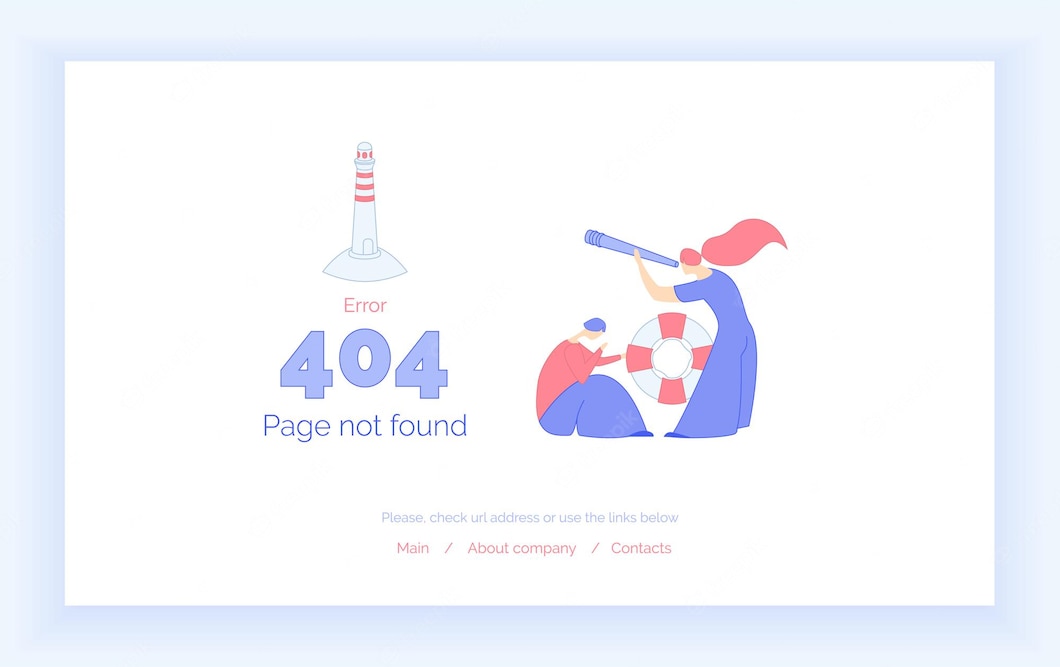 Error
404
Page not found
Please, check url address or use the links below
Main / About company / Contacts